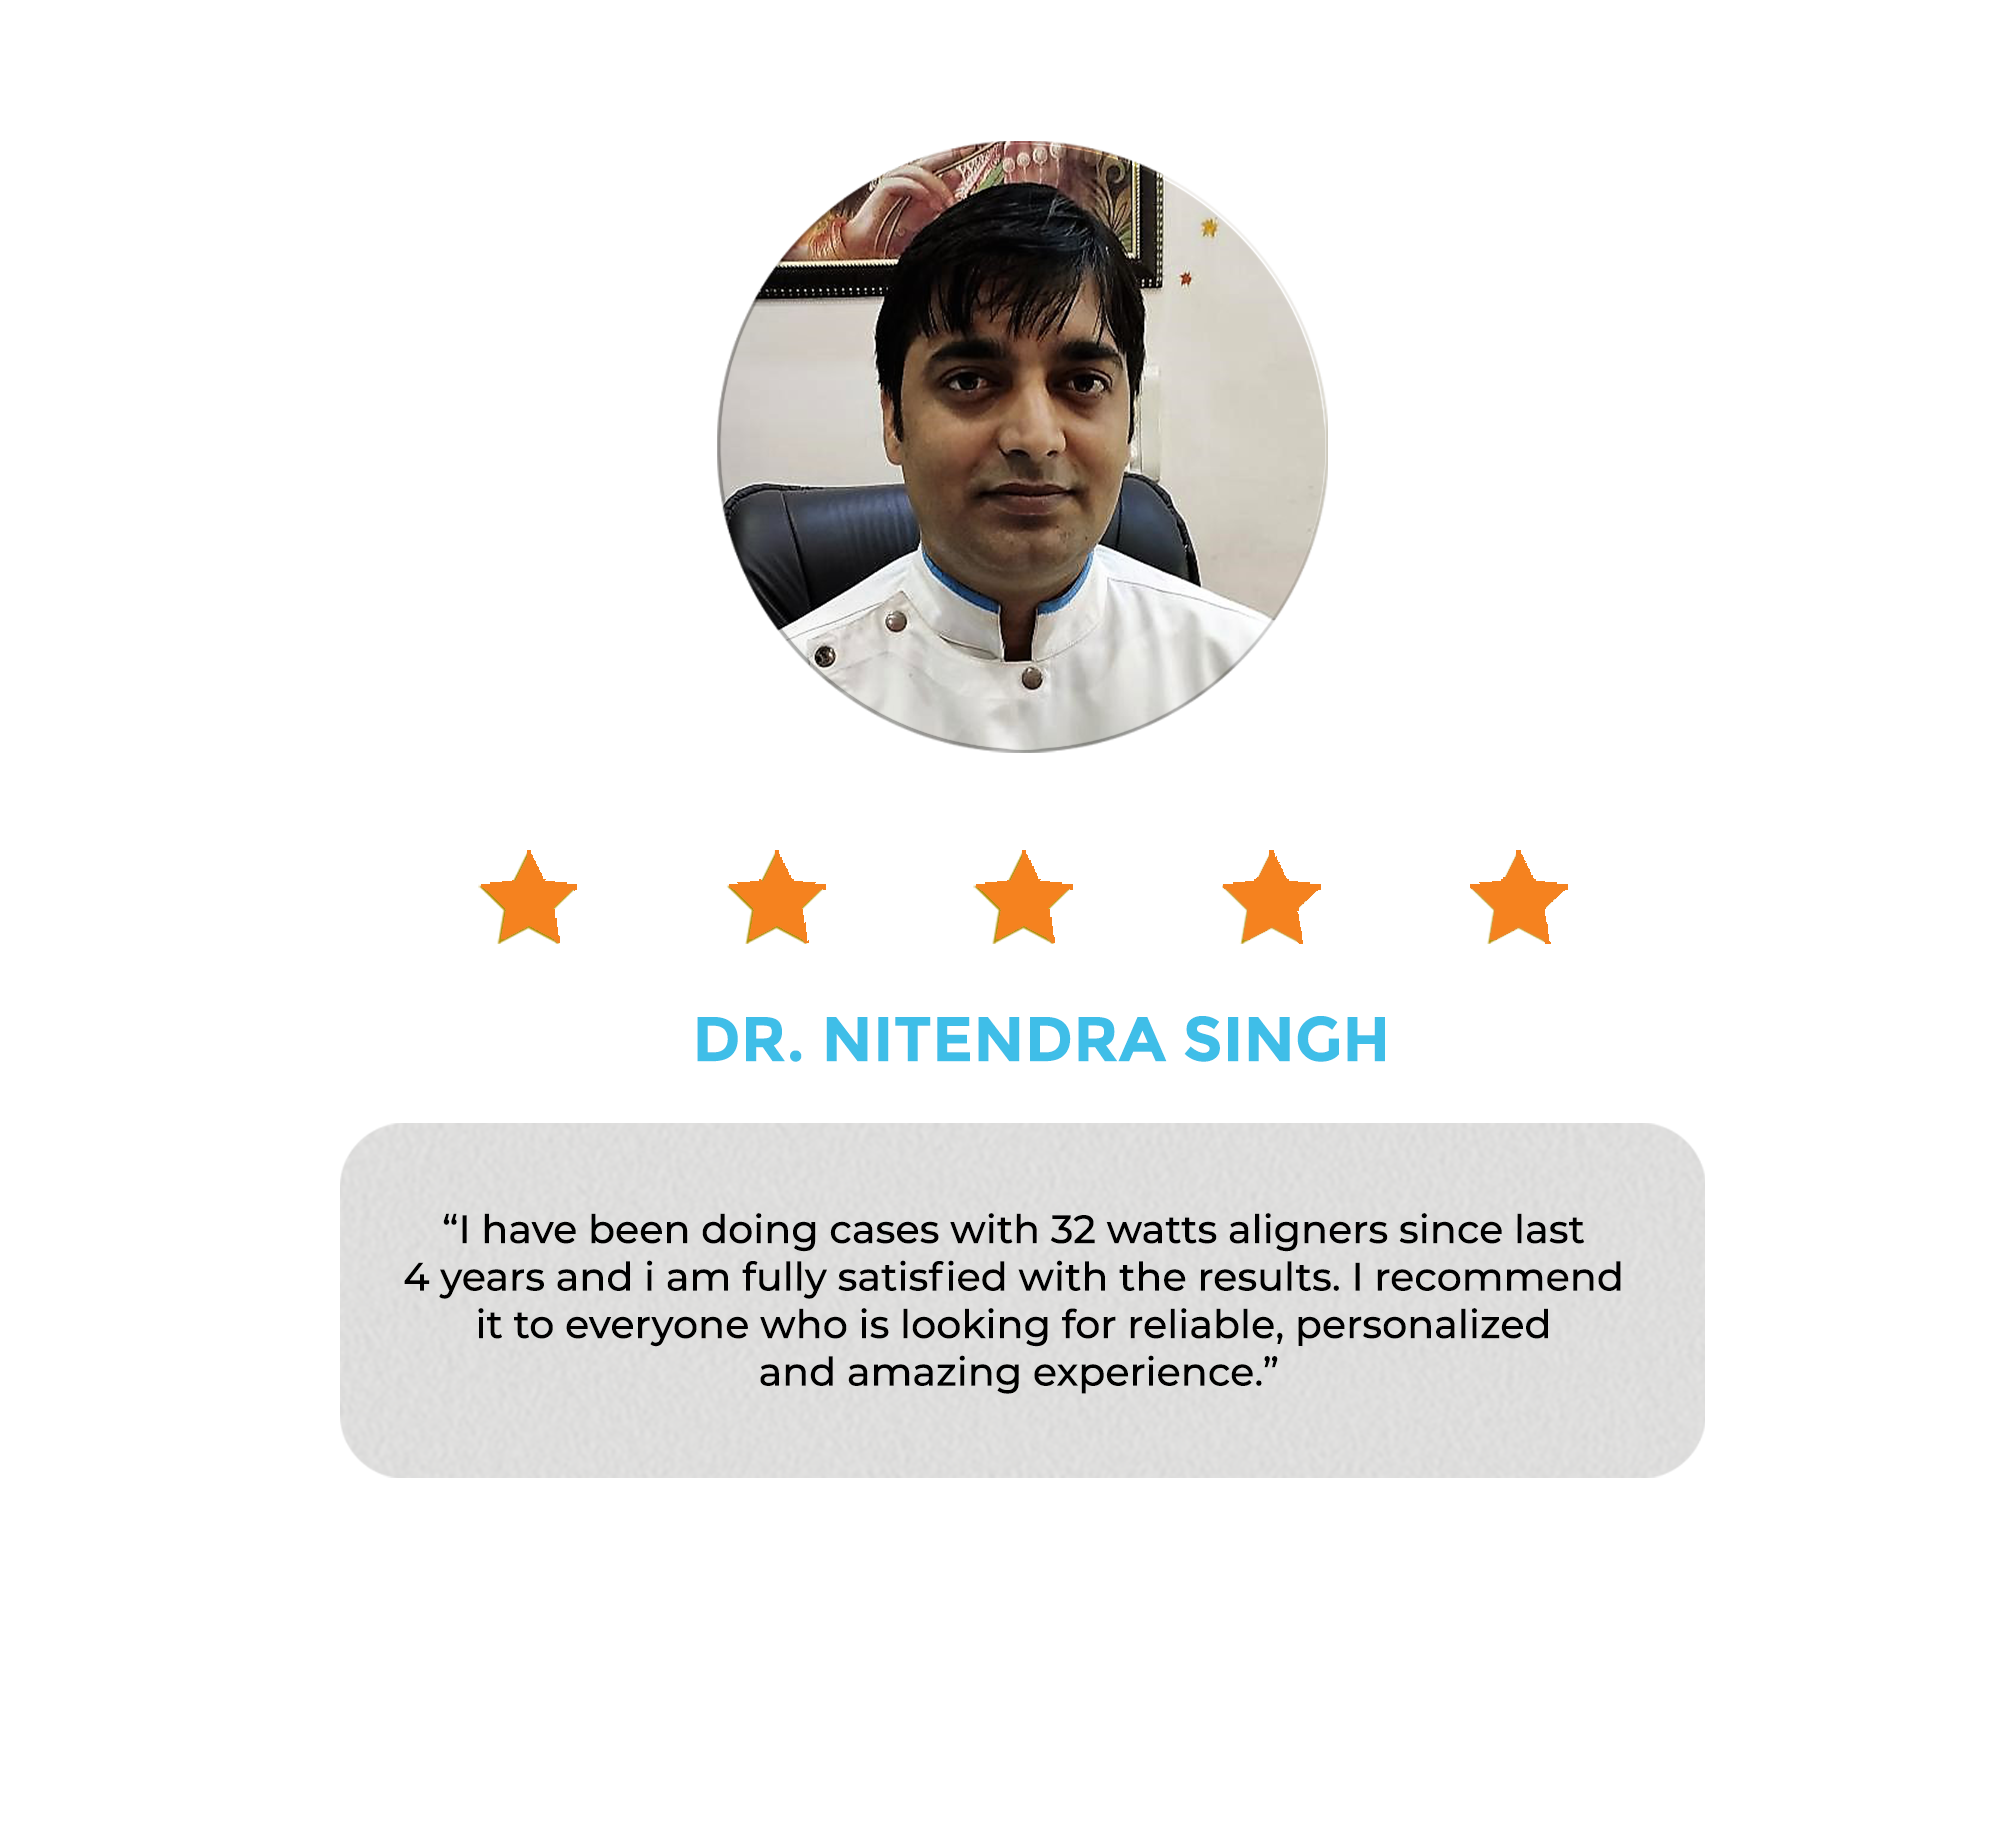 DR. NITENDRA SINGH
“I have been doing cases with 32 watts aligners since last
4 years and i am fully satisfied with the results. I recommend
it to everyone who is looking for reliable, personalized
and amazing experience.”